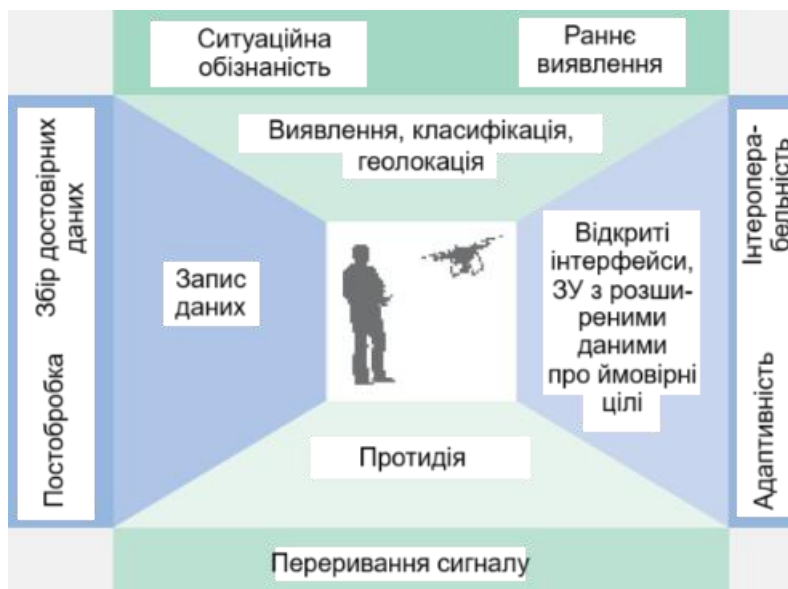 Ситуаційна
обізнаність
Раннє
виявлення
Виявлення, класифікація,
геолокація
Збір достовірних
даних
Постобробка
Запис
даних
Відкриті
інтерфейси,
ЗУ з розши-
реними
даними
про ймовірні
цілі
Інтеропера-
бельність
Адаптивність
Протидія
Переривання сигналу